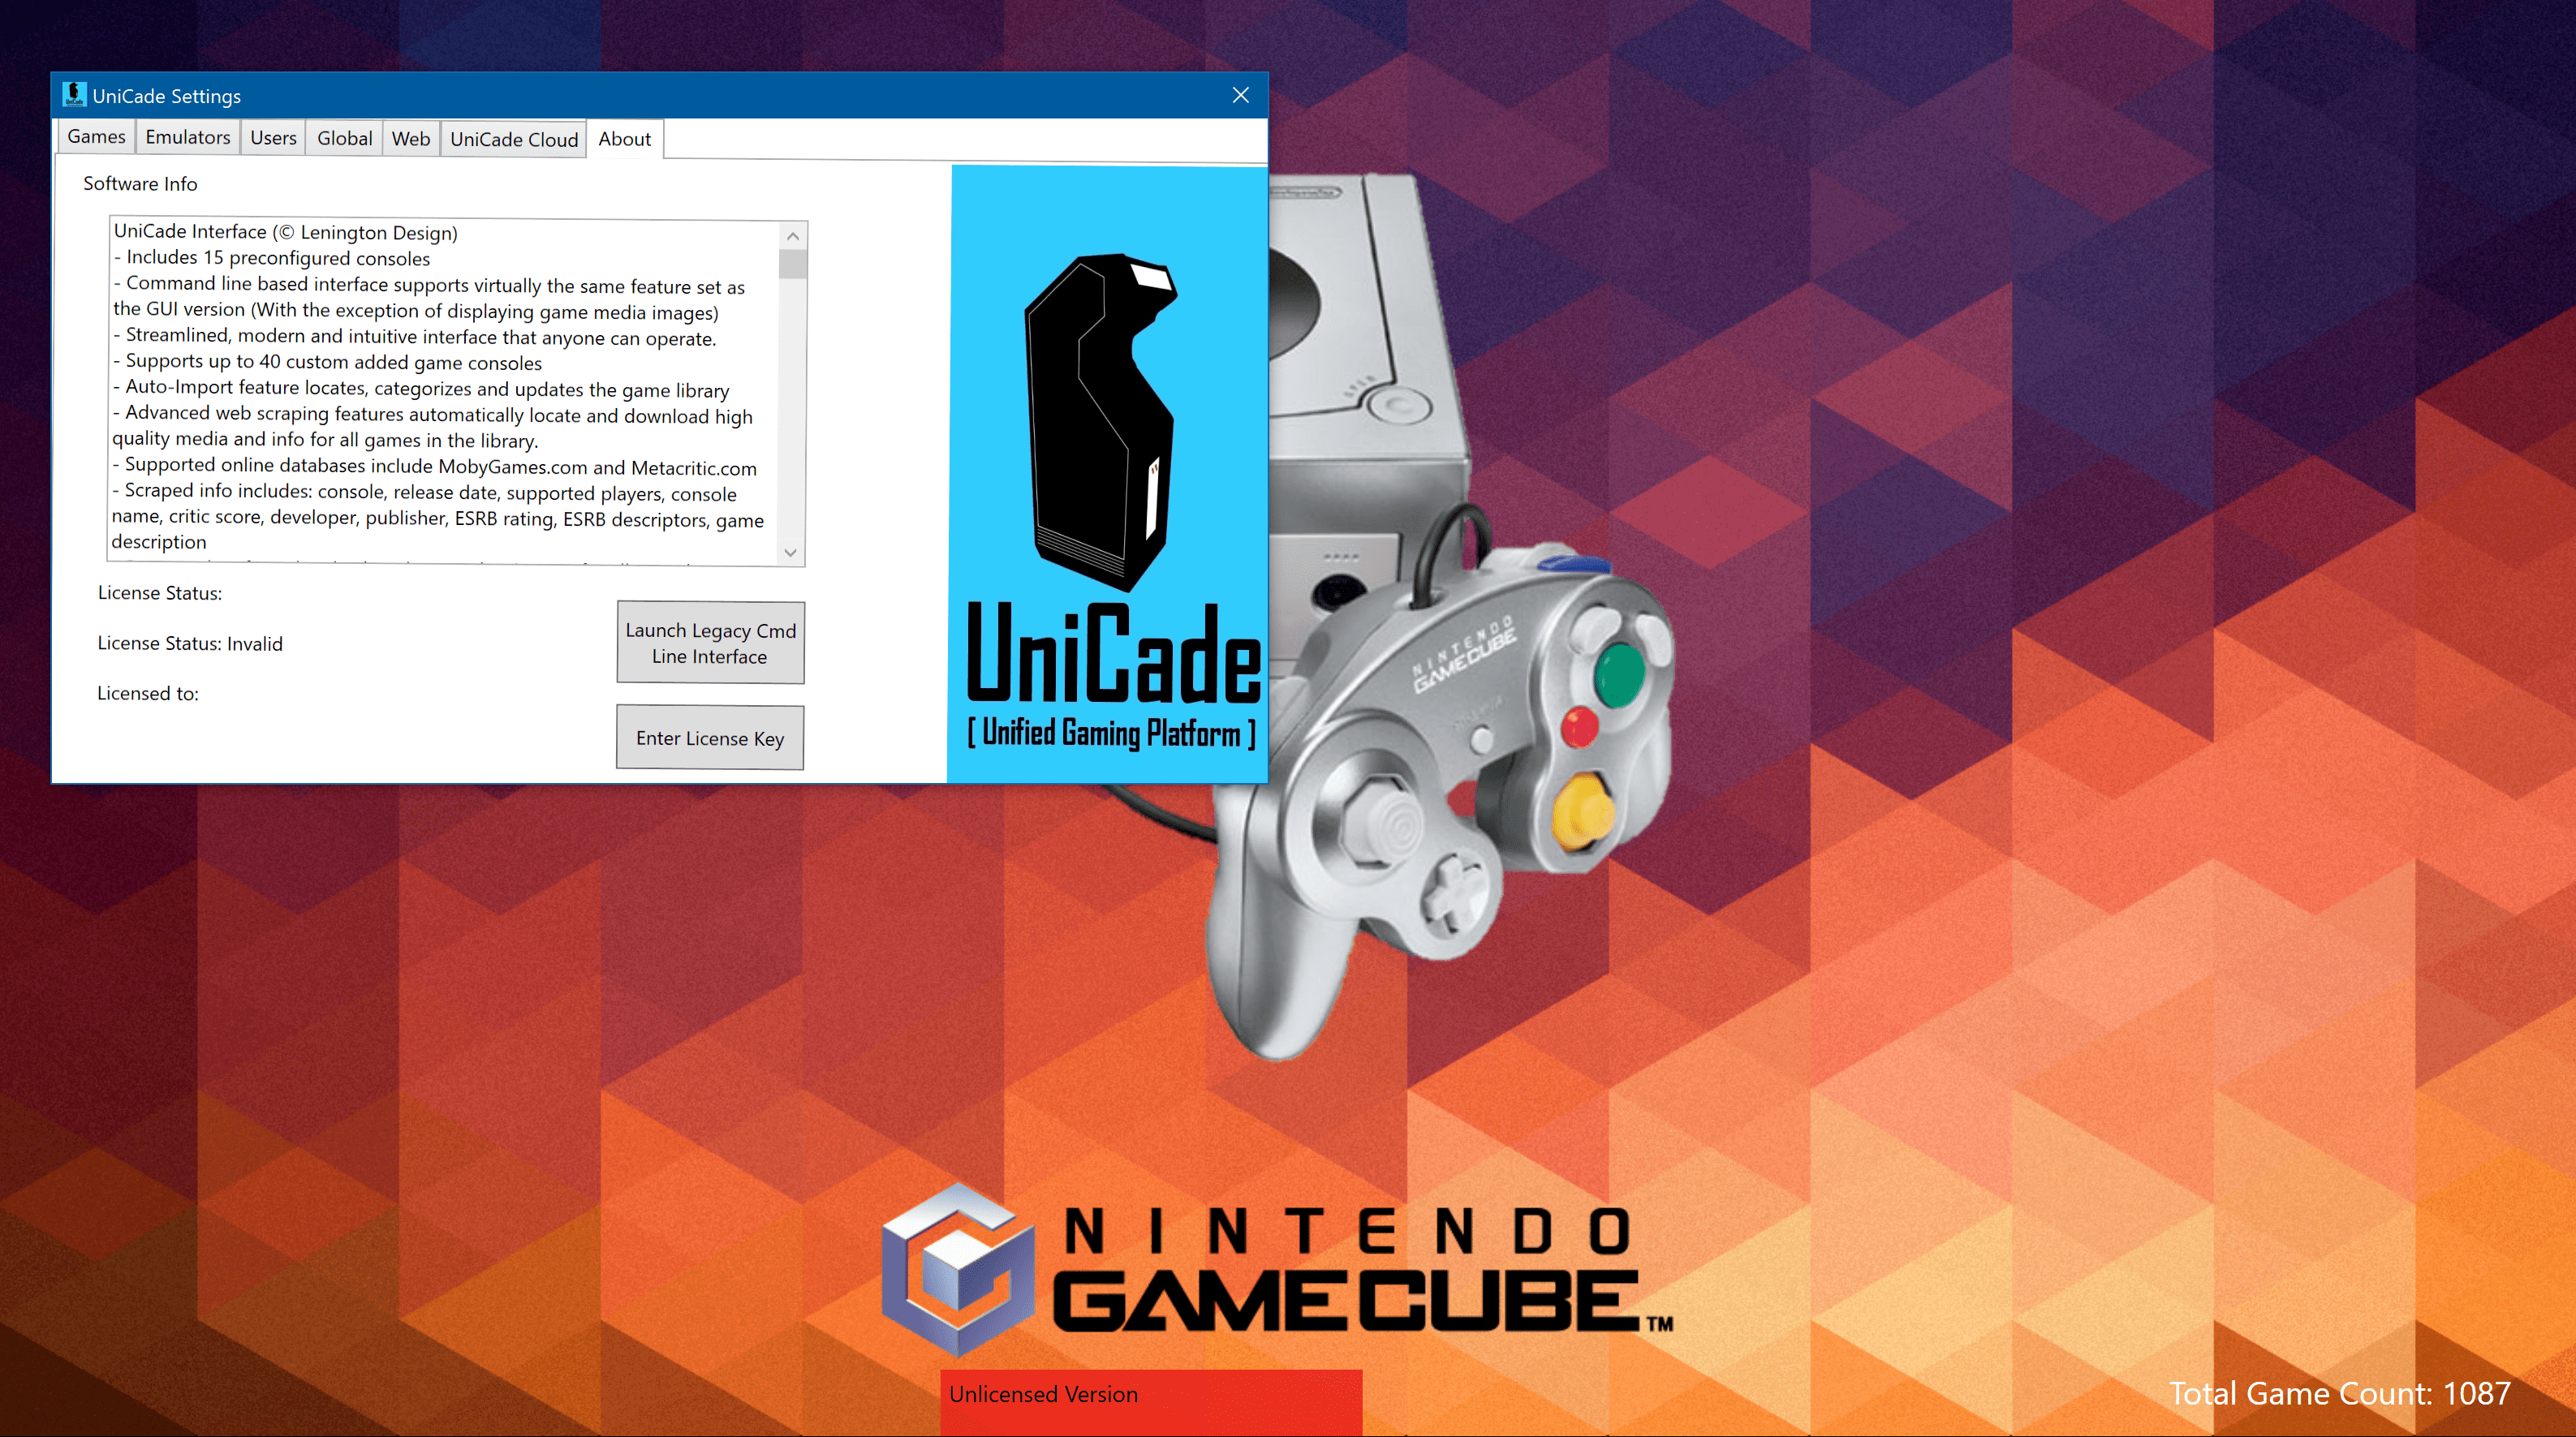 UniCade Settings
Games Emulators Users Global Web UniCade Cloud About
Software Info
UniCade Interface (© Lenington Design)
- Includes 15 preconfigured consoles
- Command line based interface supports virtually the same feature set as
the GUI version (With the exception of displaying game media images)
- Streamlined, modern and intuitive interface that anyone can operate.
- Supports up to 40 custom added game consoles
- Auto-Import feature locates, categorizes and updates the game library
- Advanced web scraping features automatically locate and download high
quality media and info for all games in the library.
- Supported online databases include MobyGames.com and Metacritic.com
- Scraped info includes: console, release date, supported players, console
name, critic score, developer, publisher, ESRB rating, ESRB descriptors, game
description
License Status:
License Status: Invalid
Licensed to:
Launch Legacy Cmd
Line Interface
Enter License Key
UniCade
[ Unified Gaming Platform ]
NINTENDO
GAMECUBE
NINTENDO
GAMECUBE™
Unlicensed Version
Total Game Count: 1087